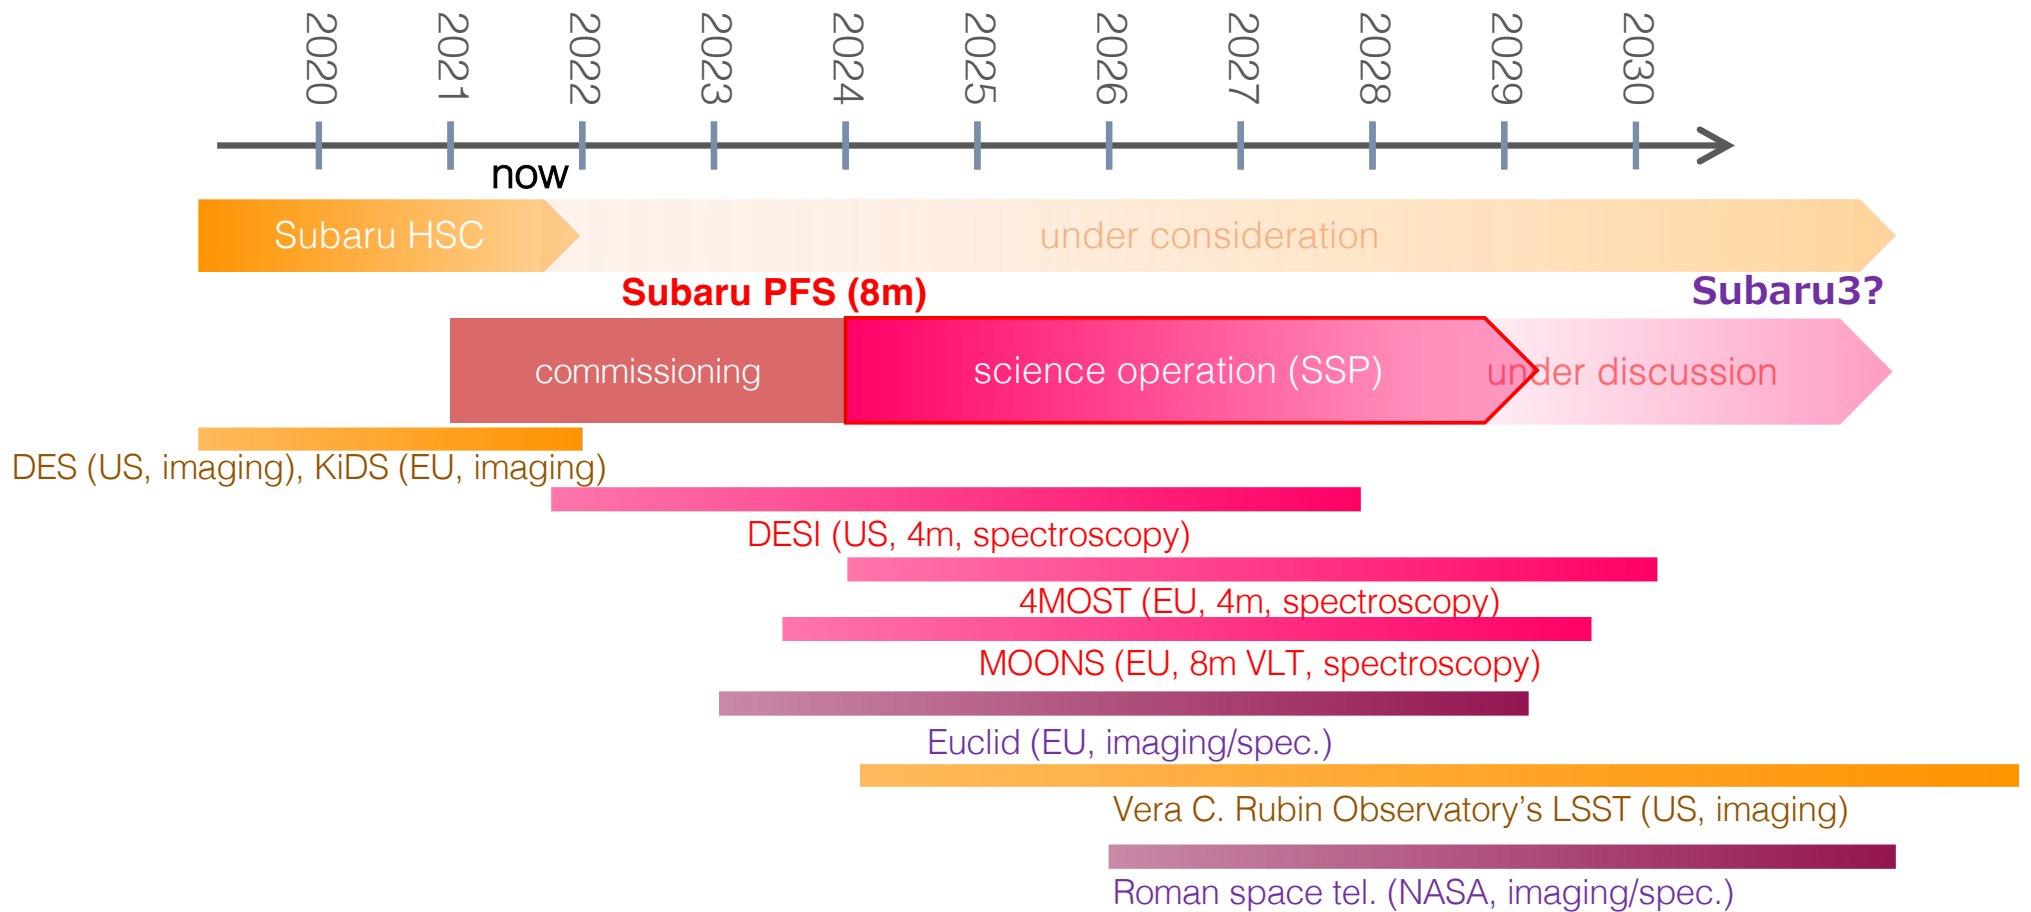 2020 2021 2022 2023 2024 2025 2026 2027 2028 2029 2030
now
Subaru HSC
under consideration
Subaru PFS (8m)
Subaru3?
commissioning
science operation (SSP)
under discussion
DES (US, imaging), KiDS (EU, imaging)
DESI (US, 4m, spectroscopy)
4MOST (EU, 4m, spectroscopy)
MOONS (EU, 8m VLT, spectroscopy)
Euclid (EU, imaging/spec.)
Vera C. Rubin Observatory’s LSST (US, imaging)
Roman space tel. (NASA, imaging/spec.)